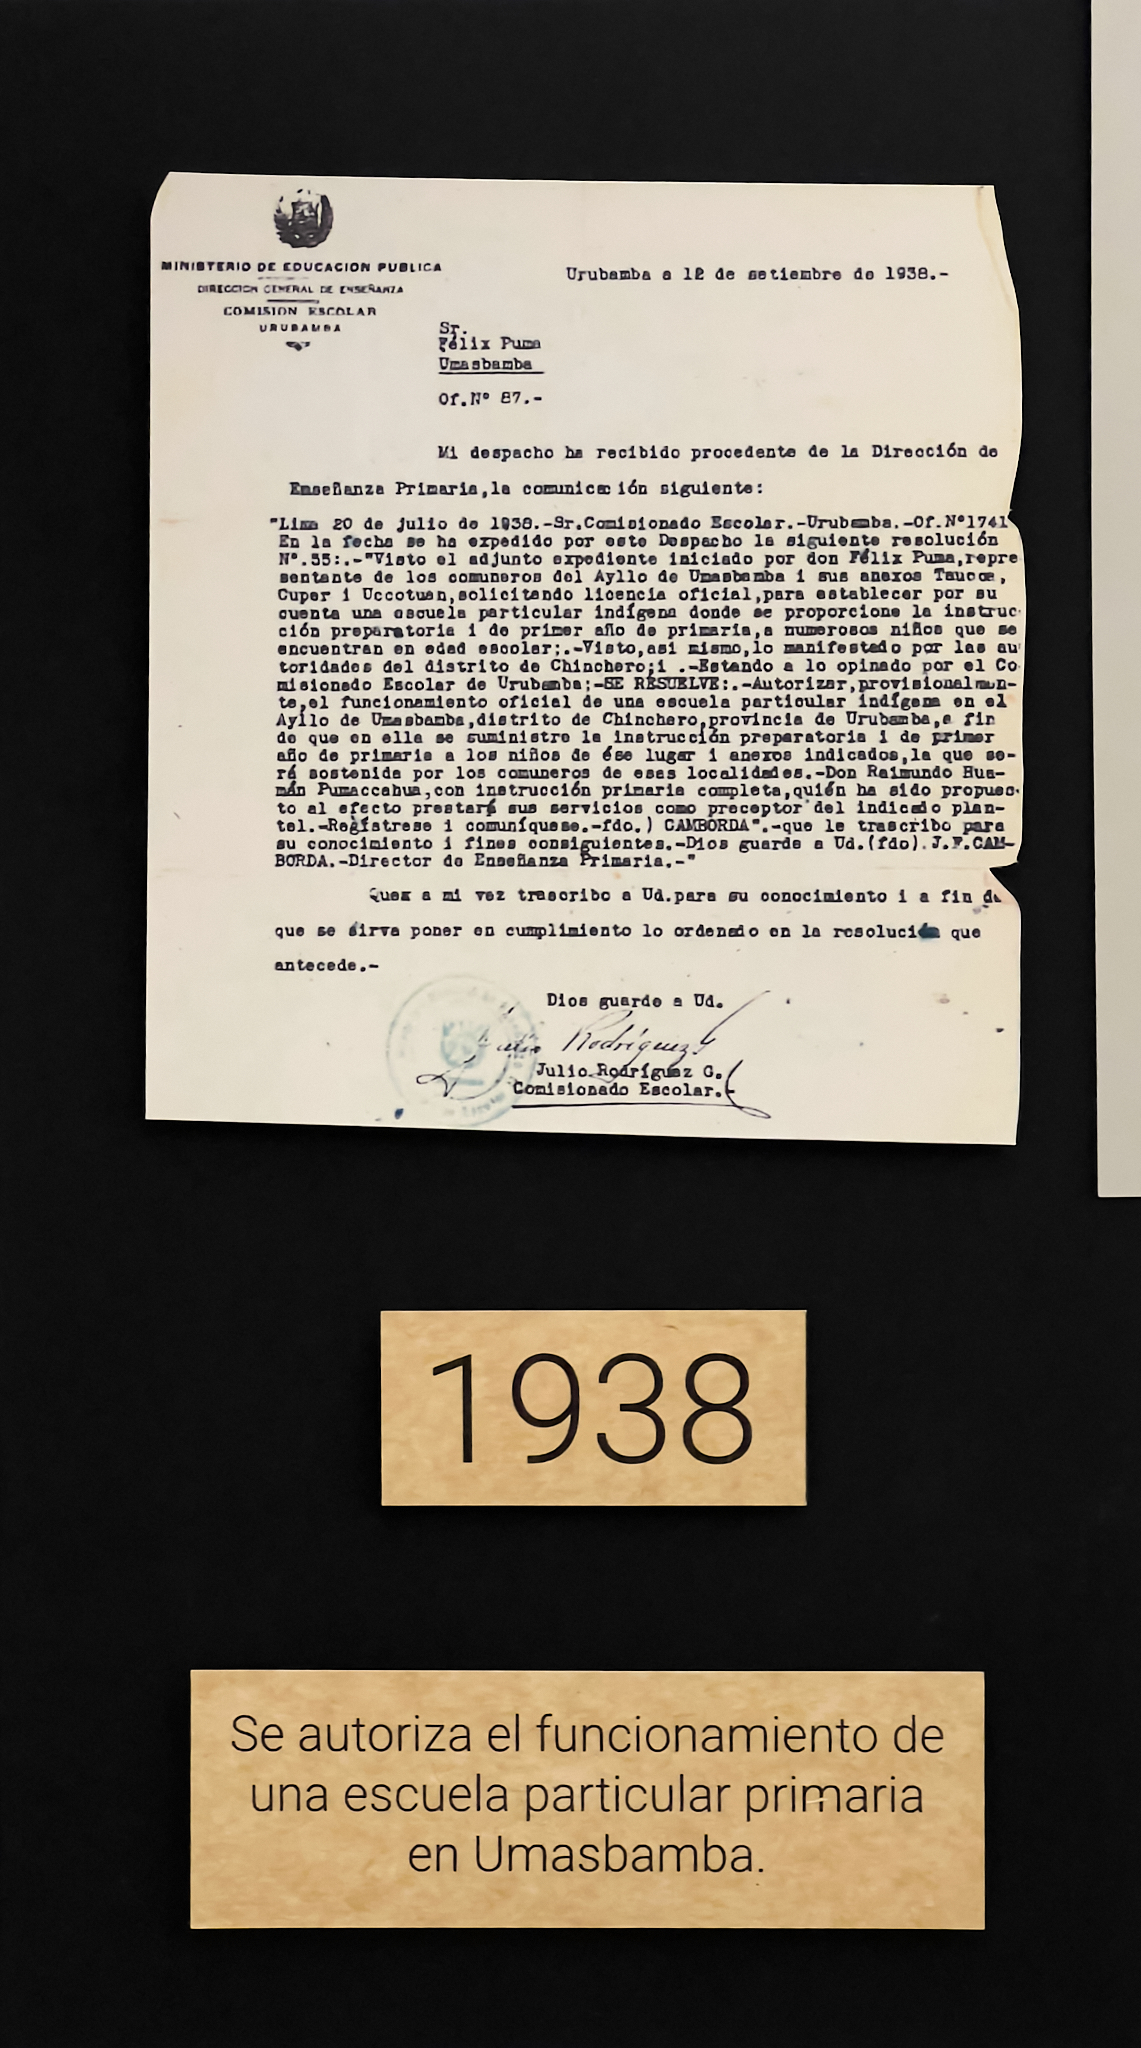 MINISTERIO DE EDUCACION PUBLICA
DIRECCION GENERAL DE ENSEÑANZA
COMISION ESCOLAR
URUBAMBA
Urubamba a 12 de setiembre de 1938.-
Sr.
Félix Puma
Umasbamba
Of.Nº 87.-
Mi despacho ha recibido procedente de la Dirección de
Enseñanza Primaria,la comunicación siguiente:
"Lima 20 de julio de 1938.-Sr.Comisionado Escolar.-Urubamba.-Of.Nº1741
En la fecha se ha expedido por este Despacho la siguiente resolución
Nº.55:.-"Visto el adjunto expediente iniciado por don Félix Puma,repre
sentante de los comuneros del Ayllo de Umasbamba i sus anexos Taucca,
Cuper i Uccotuan,solicitando licencia oficial,para establecer por su
cuenta una escuela particular indígena donde se proporcione la instruc-
ción preparatoria i de primer año de primaria,a numerosos niños que se
encuentran en edad escolar;.-Visto,asi mismo,lo manifestado por las au
toridades del distrito de Chinchero;i .-Estando a lo opinado por el Co-
misionado Escolar de Urubamba;-SE RESUELVE:.-Autorizar,provisionalmen-
te,el funcionamiento oficial de una escuela particular indígena en el
Ayllo de Umasbamba,distrito de Chinchero,provincia de Urubamba,a fin
de que en ella se suministre la instrucción preparatoria i de primer
año de primaria a los niños de ése lugar i anexos indicados,la que se-
rá sostenida por los comuneros de esas localidades.-Don Raimundo Hua-
mán Pumaccahua,con instrucción primaria completa,quién ha sido propues-
to al efecto prestará sus servicios como preceptor del indicado plan-
tel.-Regístrese i comuníquese.-fdo.) CAMBORDA".-que le trascribo para
su conocimiento i fines consiguientes.-Dios guarde a Ud.(fdo).J.F.CAM-
BORDA.-Director de Enseñanza Primaria.-"
a mi vez trascribo a Ud.para su conocimiento i a fin de
que se sirva poner en cumplimiento lo ordenado en la resolución que
antecede.-
Dios guarde a Ud.
Julio Rodríguez
Julio Rodríguez G.
Comisionado Escolar.-
1938
Se autoriza el funcionamiento de
una escuela particular primaria
en Umasbamba.